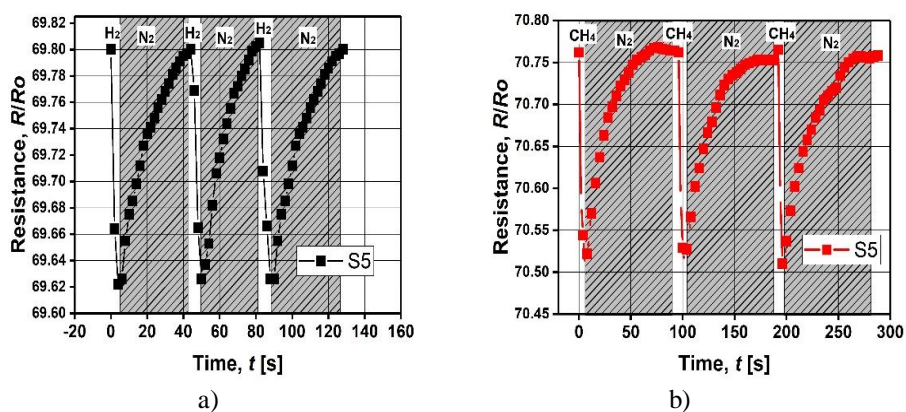 69.82
69.80
69.78
69.76
69.74
69.72
69.70
69.68
69.66
69.64
69.62
69.60
Resistance, R/Ro
H₂ N₂ H₂ N₂ H₂ N₂
S5
-20 0 20 40 60 80 100 120 140 160
Time, t [s]
a)
70.80
70.75
70.70
70.65
70.60
70.55
70.50
70.45
Resistance, R/Ro
CH₄ N₂ CH₄ N₂ CH₄ N₂
S5
0 50 100 150 200 250 300
Time, t [s]
b)